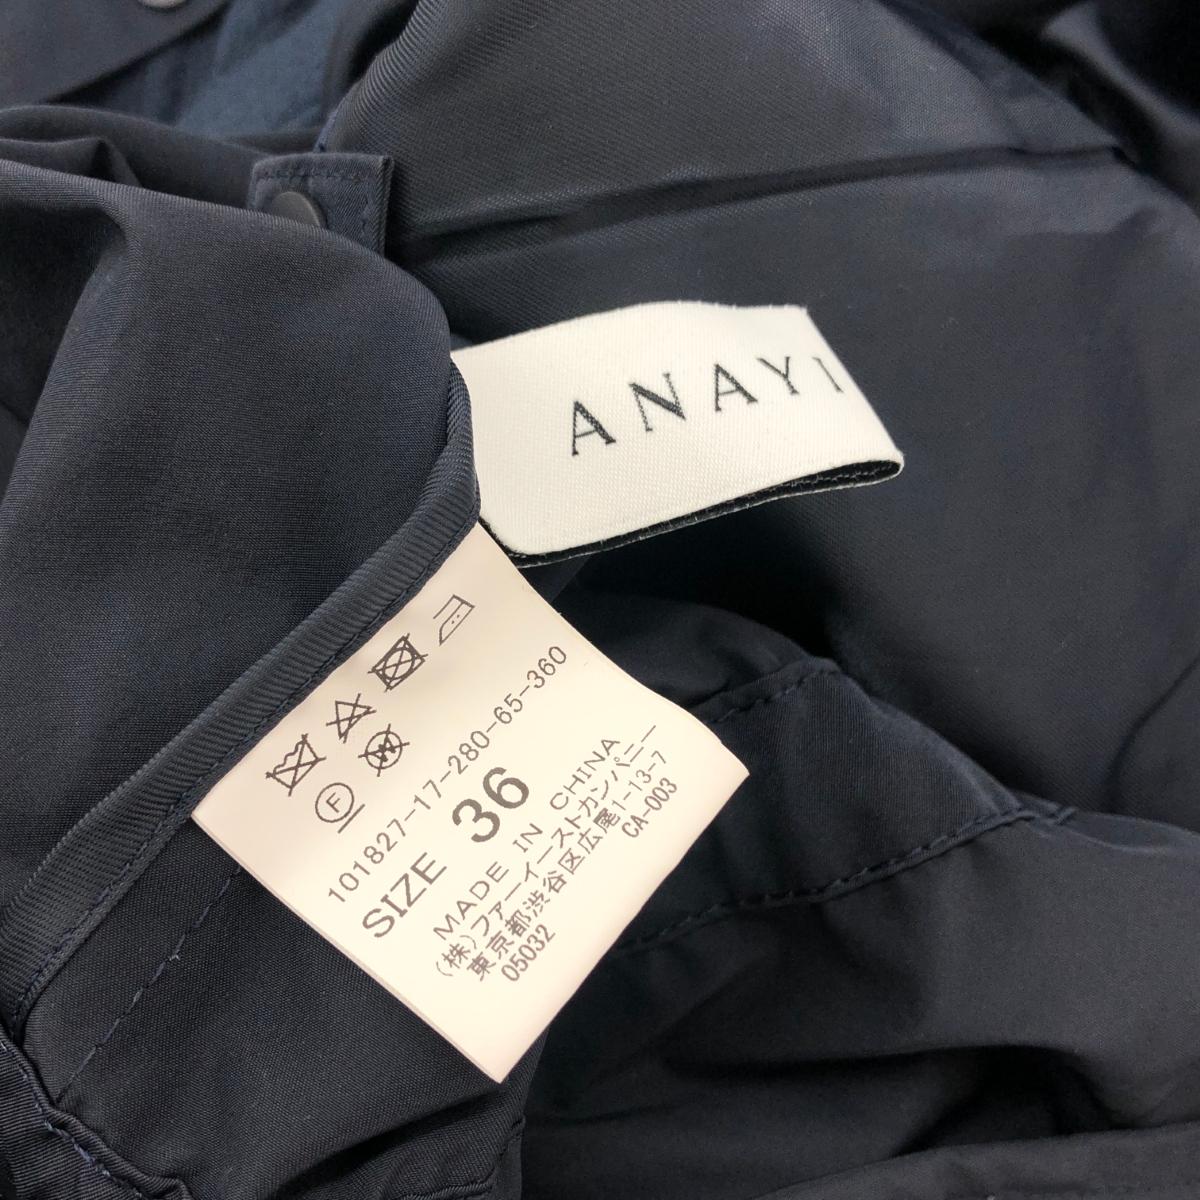 ANAYI
F
W
101827-17-280-65-360
SIZE 36
MADE IN CHINA
(株)ファーイーストカンパニー
東京都渋谷区広尾1-13-7
05032 CA-003